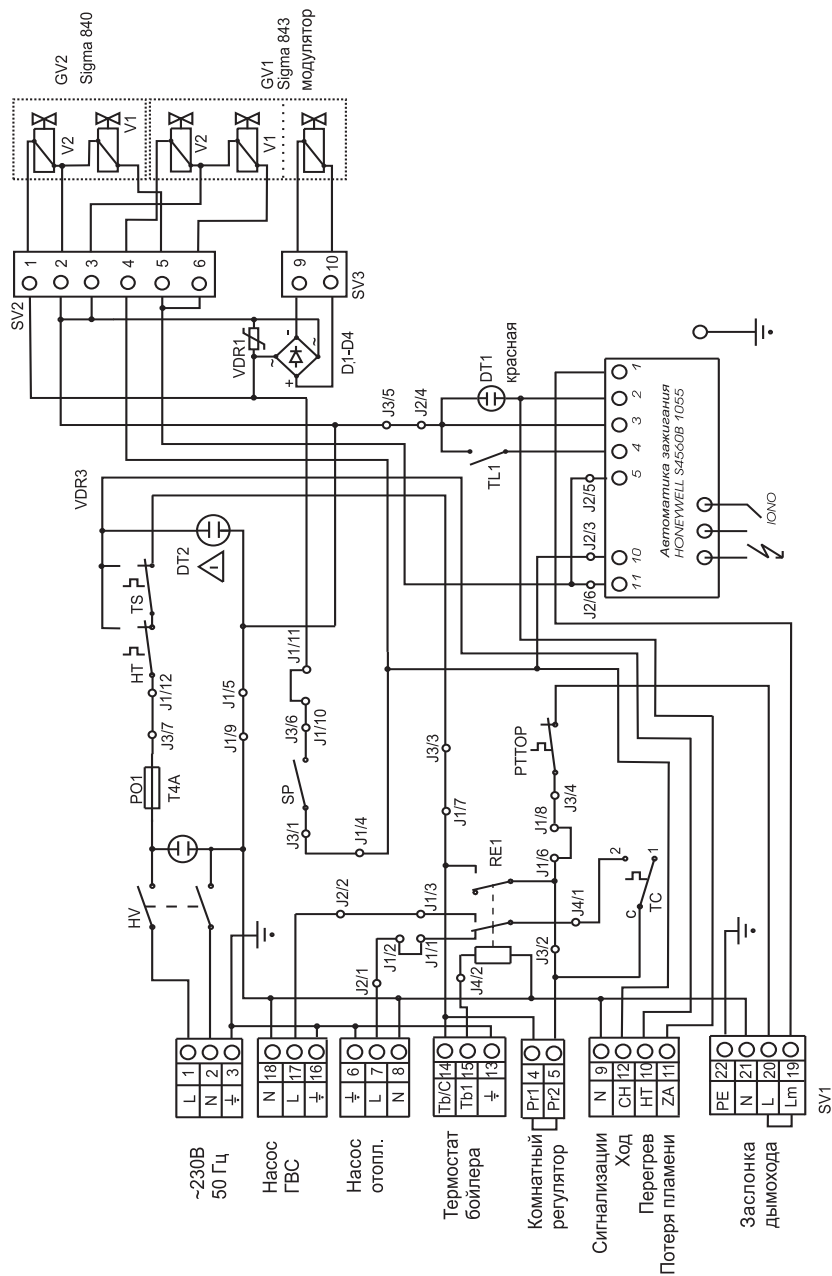 GV2
Sigma 840
GV1
Sigma 843
модулятор
V2
V1
V2
V1
1
2
3
4
5
6
SV2
9
10
SV3
VDR1
-
~
~
+
D1-D4
J3/5
J2/4
DT1
красная
TL1
1
2
3
4
5
10
11
J2/5
J2/3
J2/6
Автоматика зажигания
HONEYWELL S4560B 1055
IONO
VDR3
DT2
TS
HT
J1/12
J3/7
PO1
T4A
J1/5
J1/9
J1/11
J3/6
J1/10
SP
J3/1
J1/4
J3/3
J1/7
PTTOP
J3/4
J1/8
J1/6
RE1
HV
J2/2
J1/3
J1/2
J1/1
J2/1
J4/2
J4/1
J3/2
2
1
C
TC
L 1
N 2
3
~230В
50 Гц
N 18
L 17
16
Насос
ГВС
6
L 7
N 8
Насос
отопл.
Tb/C 14
Tb1 15
13
Термостат
бойлера
Pr1 4
Pr2 5
Комнатный
регулятор
N 9
CH 12
HT 10
ZA 11
Сигнализации
Ход
Перегрев
Потеря пламени
PE 22
N 21
L 20
Lm 19
Заслонка
дымохода
SV1